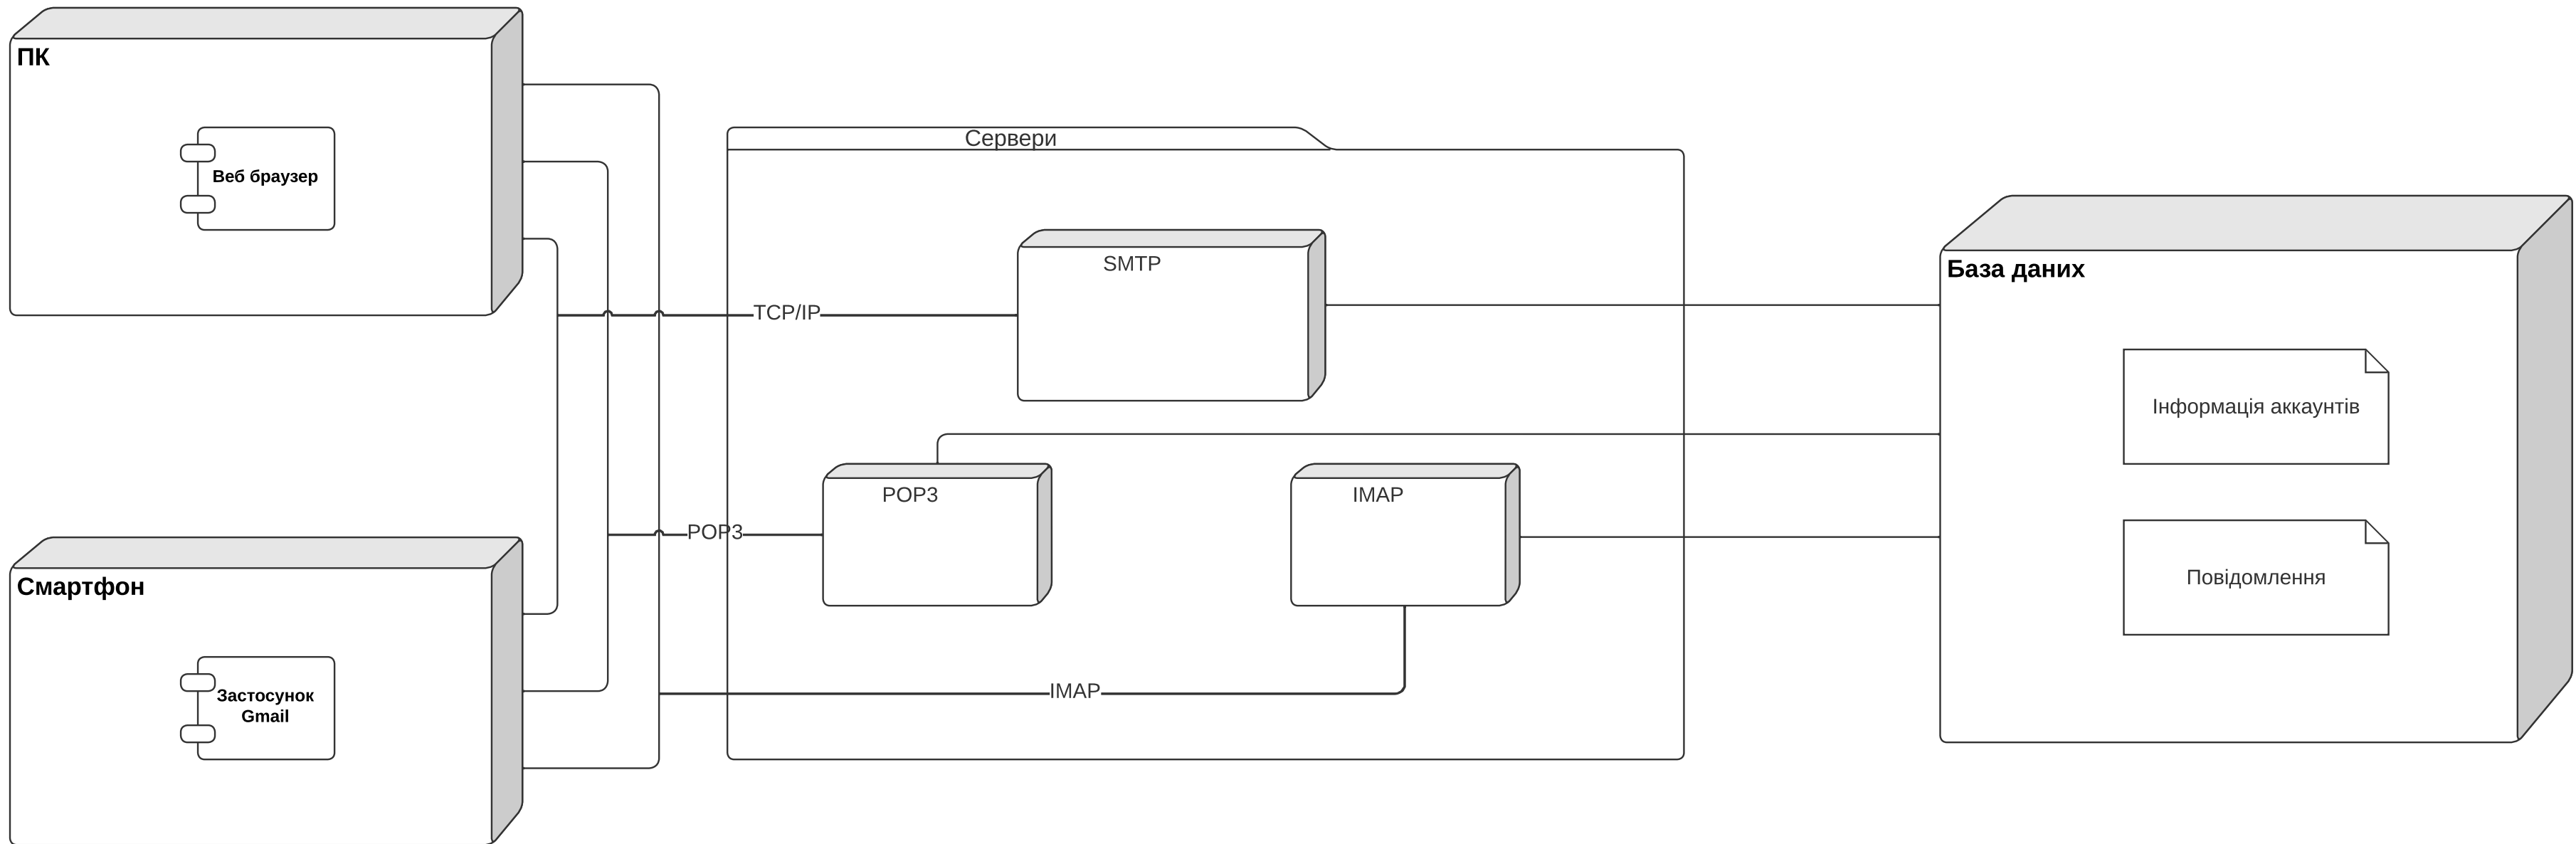 ПК
Веб браузер
Сервери
SMTP
TCP/IP
База даних
Інформація аккаунтів
POP3
IMAP
POP3
Повідомлення
Смартфон
Застосунок
Gmail
IMAP